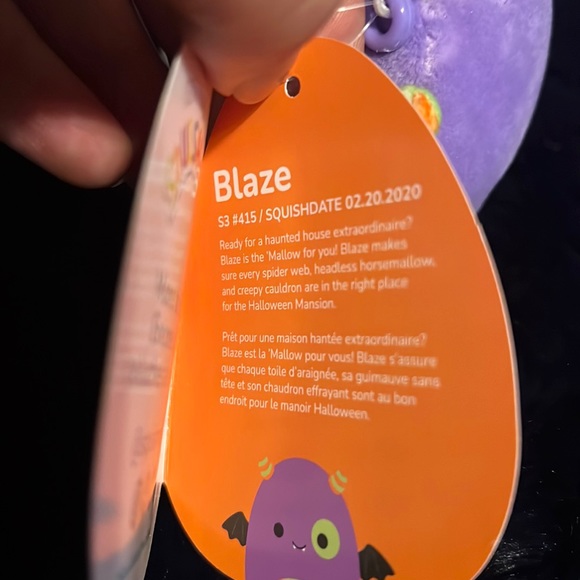 Blaze
S3 #415 / SQUISHDATE 02.20.2020
Ready for a haunted house extraordinaire?
Blaze is the 'Mallow for you! Blaze makes
sure every spider web, headless horsemallow,
and creepy cauldron are in the right place
for the Halloween Mansion.
Prêt pour une maison hantée extraordinaire?
Blaze est la 'Mallow pour vous! Blaze s'assure
que chaque toile d'araignée, sa guimauve sans
tête et son chaudron effrayant sont au bon
endroit pour le manoir Halloween.